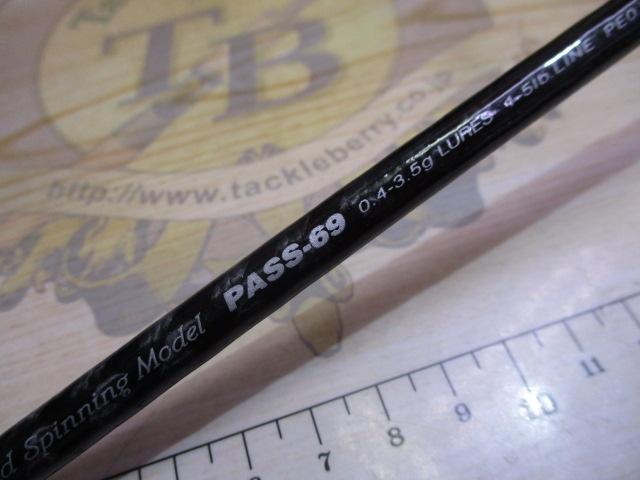 TB
http://www.tackleberry.co.jp
d Spinning Model PASS-69 0.4-3.5g LURES 4-5lb.LINE PEO
7 8 9 10 11